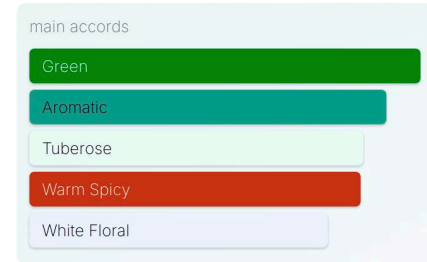 main accords
Green
Aromatic
Tuberose
Warm Spicy
White Floral